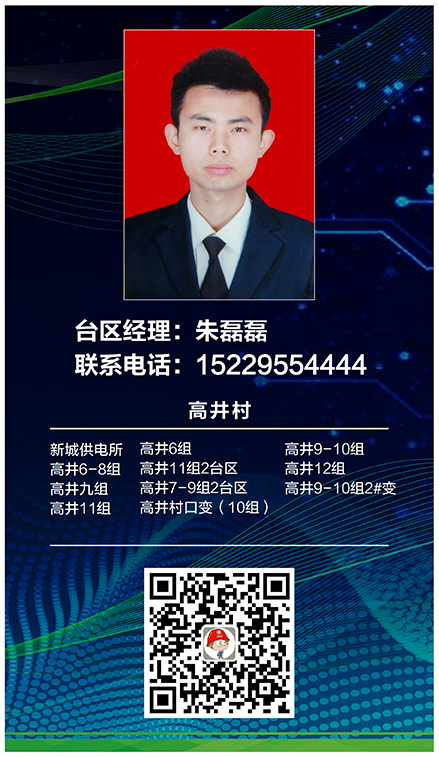 台区经理：朱磊磊
联系电话：15229554444
高井村
新城供电所 高井6组 高井9-10组
高井6-8组 高井11组2台区 高井12组
高井九组 高井7-9组2台区 高井9-10组2#变
高井11组 高井村口变（10组）